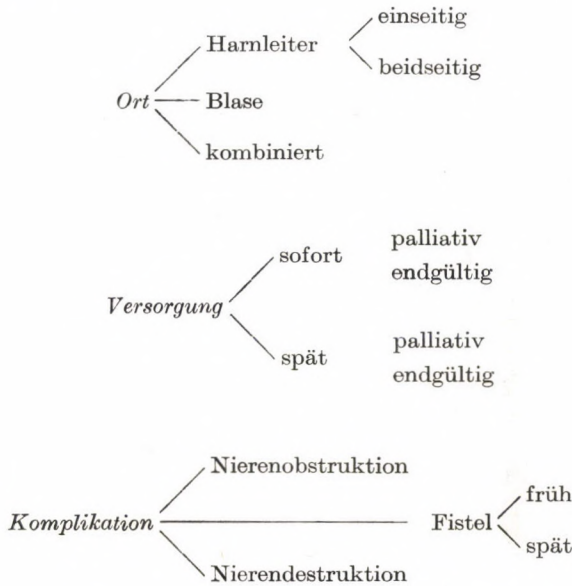 einseitig
Harnleiter
beidseitig
Ort Blase
kombiniert
palliativ
sofort
endgültig
Versorgung
palliativ
spät
endgültig
Nierenobstruktion
früh
Komplikation Fistel
spät
Nierendestruktion